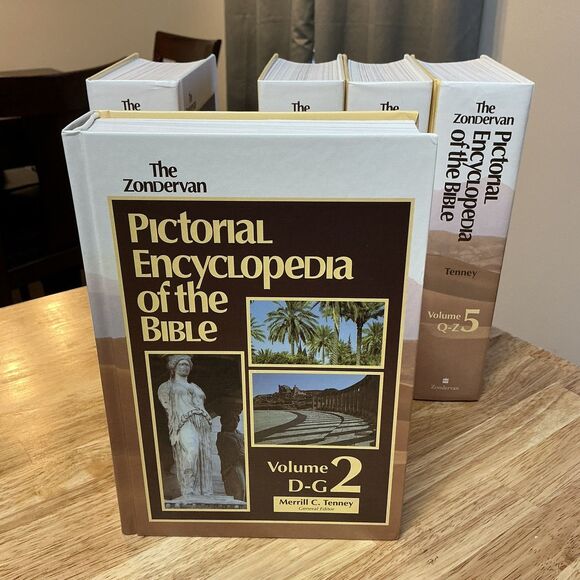 The
Zondervan
Pictorial
Encyclopedia
of the
Bible
Volume 2
D-G
Merrill C. Tenney
General Editor
The
The
The
The
Zondervan
Pictorial
Encyclopedia
of the Bible
Tenney
Volume 5
Q-Z
Zondervan